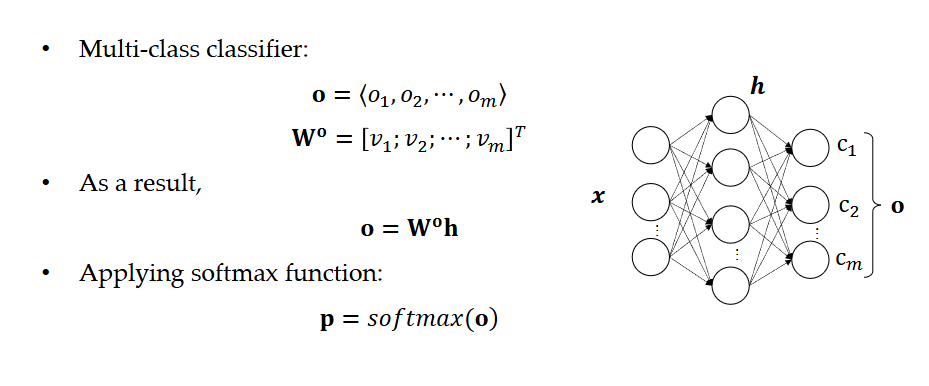 • Multi-class classifier:
𝐨 = ⟨𝑜₁, 𝑜₂, ⋯ , 𝑜ₘ⟩
𝐖ᵒ = [𝑣₁; 𝑣₂; ⋯ ; 𝑣ₘ]ᵀ
• As a result,
𝐨 = 𝐖ᵒ𝐡
• Applying softmax function:
𝐩 = 𝑠𝑜𝑓𝑡𝑚𝑎𝑥(𝐨)
𝒉
𝒙
c₁
c₂
⋮ ⋮ ⋮
cₘ
𝐨